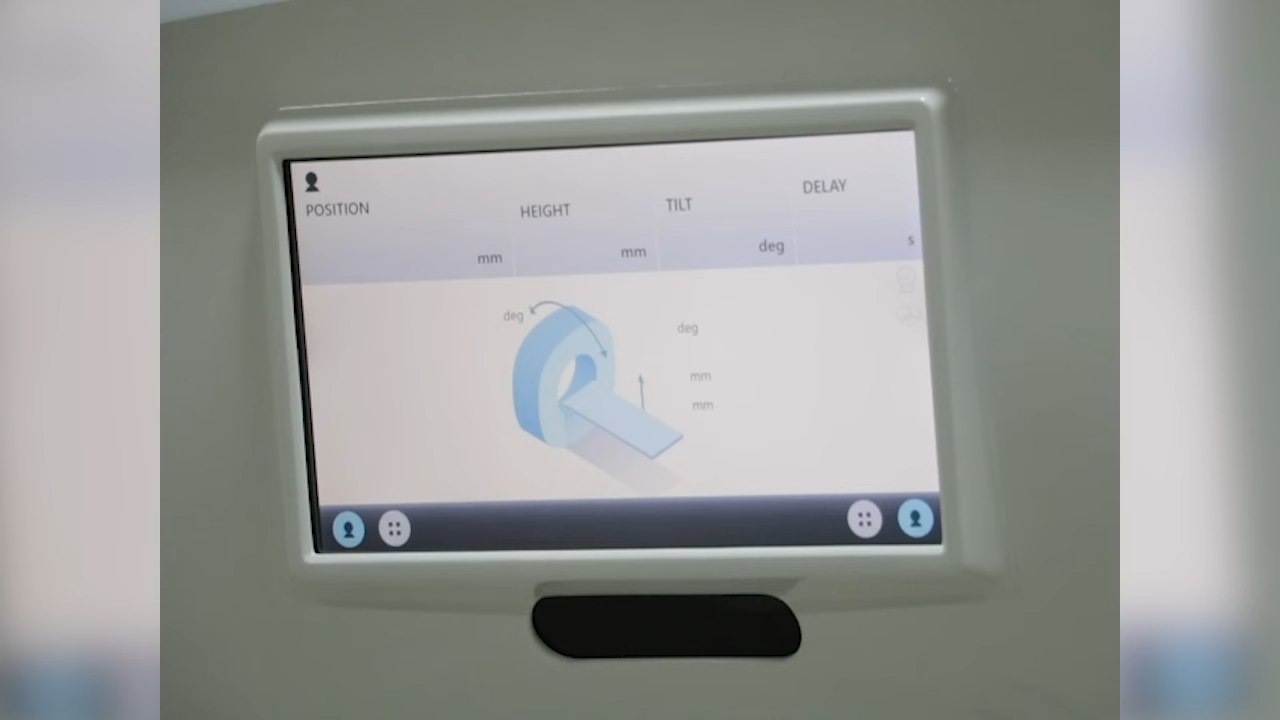 DELAY
POSITION HEIGHT TILT
mm mm deg s
deg
deg
mm
mm